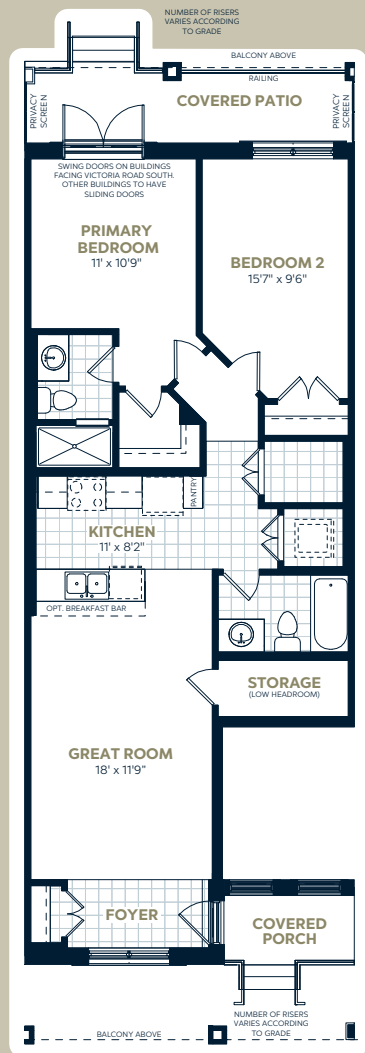 NUMBER OF RISERS
VARIES ACCORDING
TO GRADE
BALCONY ABOVE
RAILING
PRIVACY
SCREEN
COVERED PATIO
PRIVACY
SCREEN
SWING DOORS ON BUILDINGS
FACING VICTORIA ROAD SOUTH.
OTHER BUILDINGS TO HAVE
SLIDING DOORS
PRIMARY
BEDROOM
11' x 10'9"
BEDROOM 2
15'7" x 9'6"
PANTRY
KITCHEN
11' x 8'2"
OPT. BREAKFAST BAR
STORAGE
(LOW HEADROOM)
GREAT ROOM
18' x 11'9"
FOYER
COVERED
PORCH
NUMBER OF RISERS
VARIES ACCORDING
TO GRADE
BALCONY ABOVE